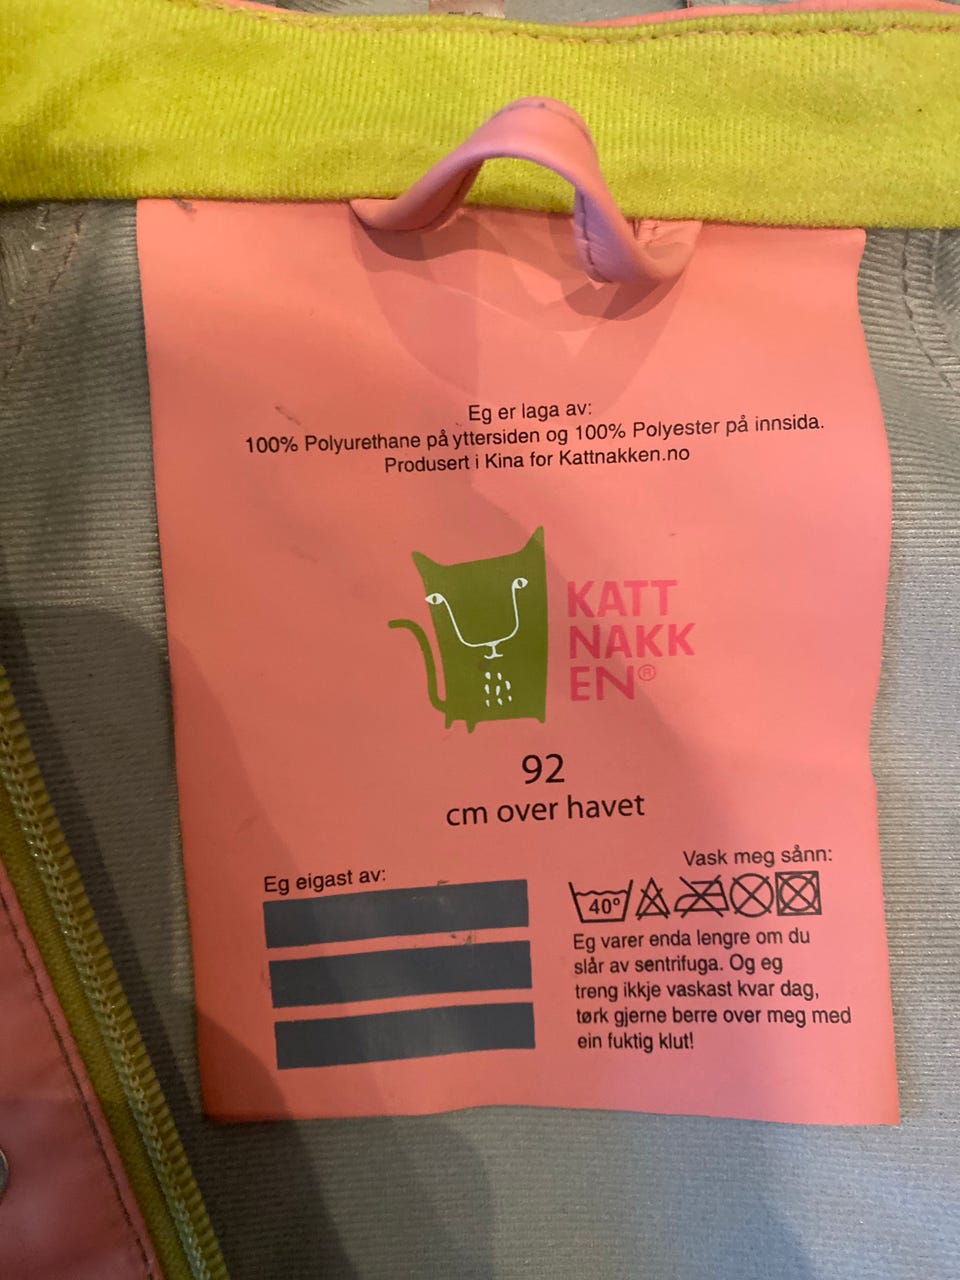 Eg er laga av:
100% Polyurethane på yttersiden og 100% Polyester på innsida.
Produsert i Kina for Kattnakken.no
KATT
NAKK
EN®
92
cm over havet
Eg eigast av:
Vask meg sånn:
40°
Eg varer enda lengre om du
slår av sentrifuga. Og eg
treng ikkje vaskast kvar dag,
tørk gjerne berre over meg med
ein fuktig klut!